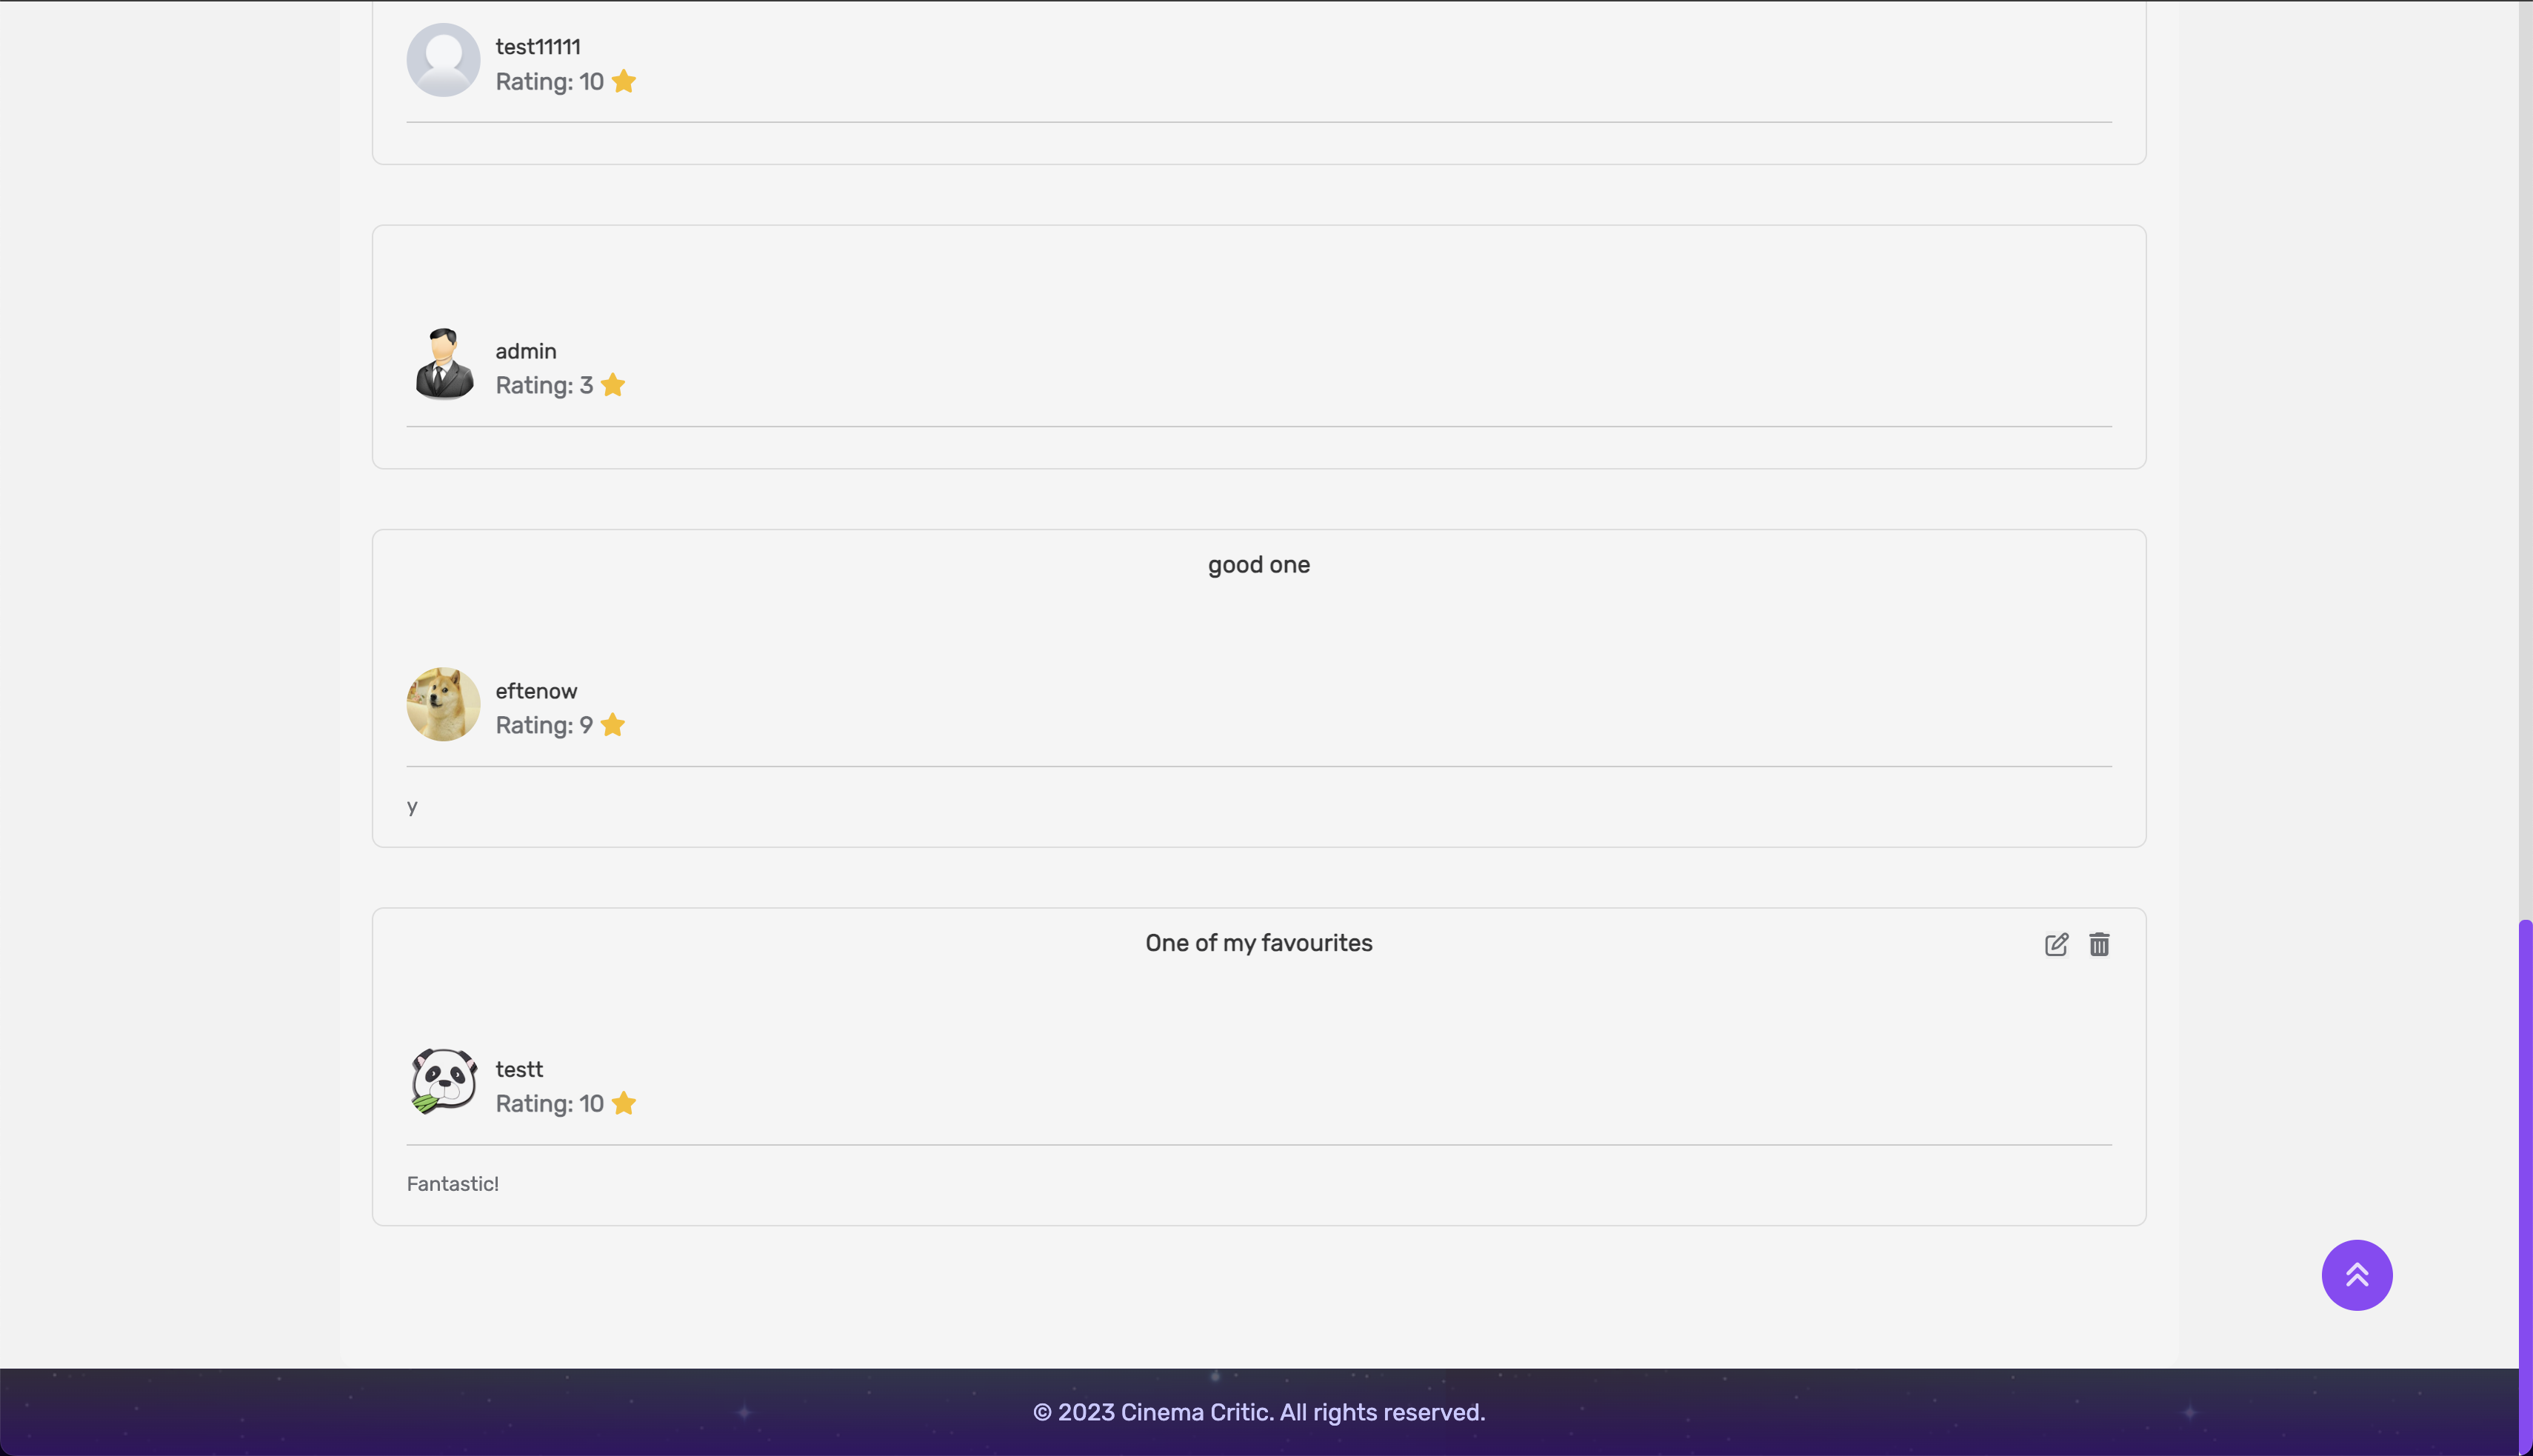 test11111
Rating: 10
admin
Rating: 3
good one
eftenow
Rating: 9
y
One of my favourites
testt
Rating: 10
Fantastic!
© 2023 Cinema Critic. All rights reserved.